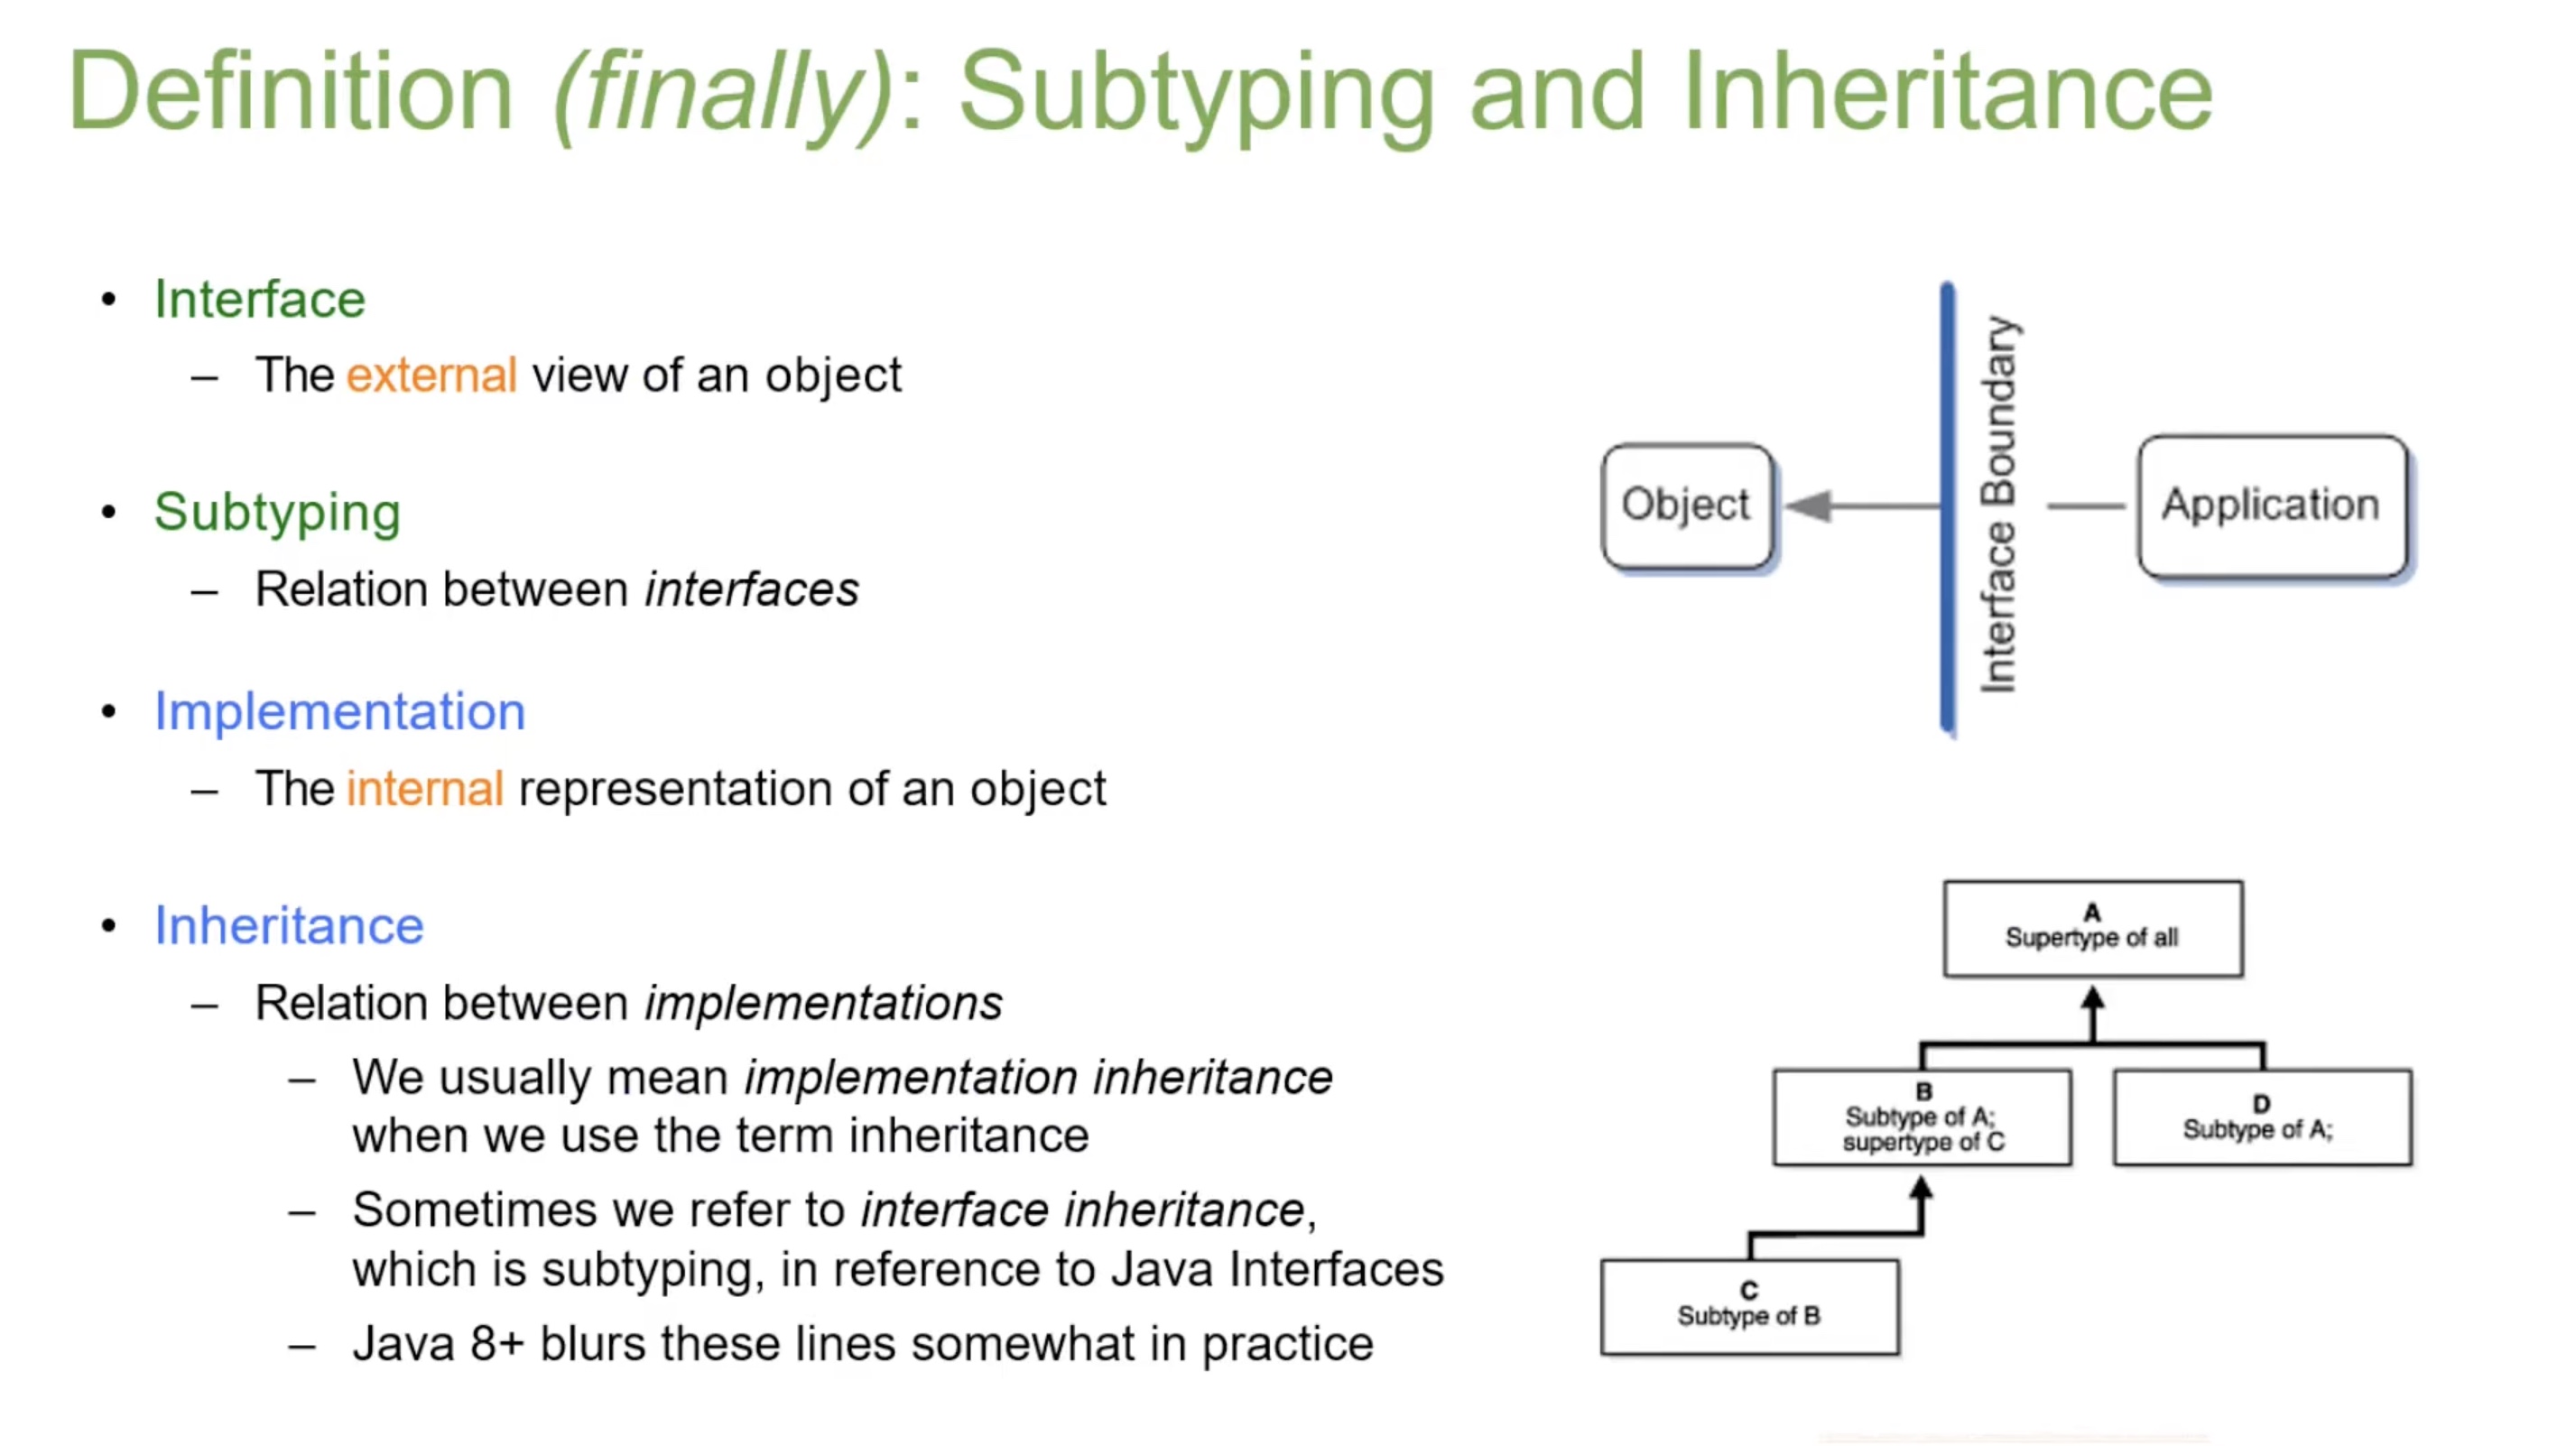 Definition (finally): Subtyping and Inheritance
• Interface
– The external view of an object
• Subtyping
– Relation between interfaces
• Implementation
– The internal representation of an object
• Inheritance
– Relation between implementations
– We usually mean implementation inheritance
when we use the term inheritance
– Sometimes we refer to interface inheritance,
which is subtyping, in reference to Java Interfaces
– Java 8+ blurs these lines somewhat in practice
Object
Interface Boundary
Application
A
Supertype of all
B
Subtype of A;
supertype of C
D
Subtype of A;
C
Subtype of B